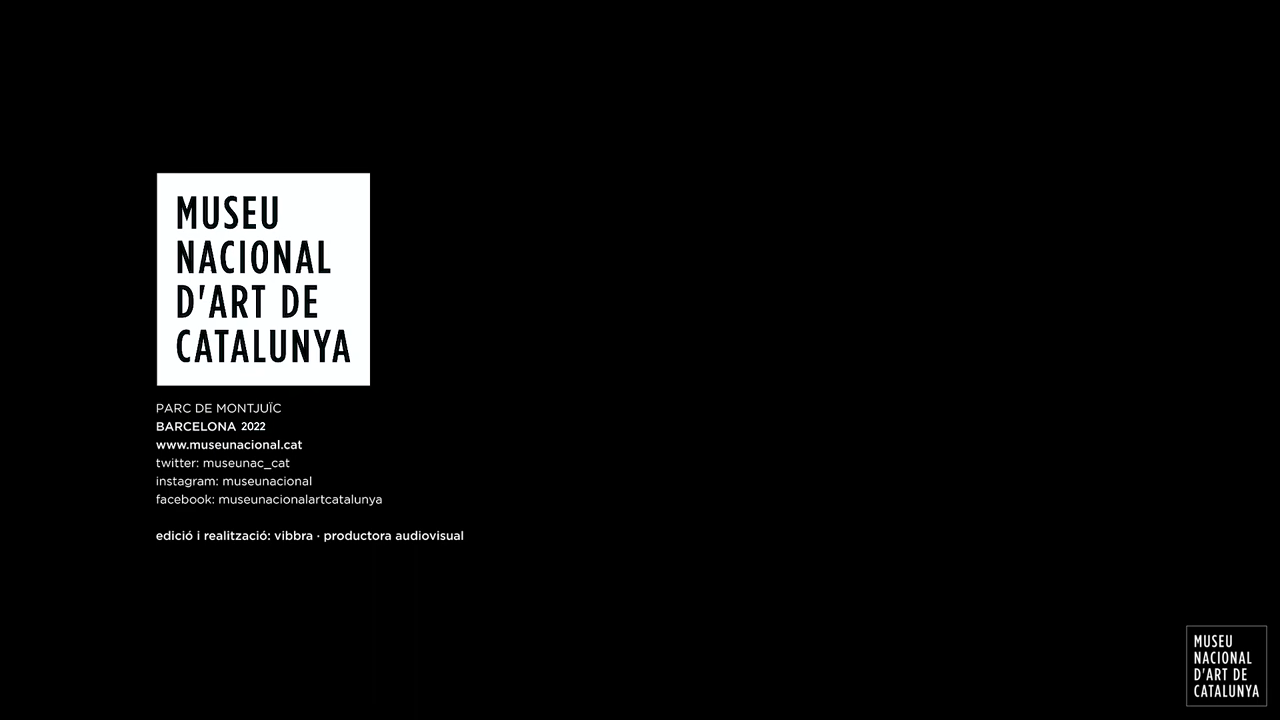 MUSEU
NACIONAL
D'ART DE
CATALUNYA
PARC DE MONTJUÏC
BARCELONA 2022
www.museunacional.cat
twitter: museunac_cat
instagram: museunacional
facebook: museunacionalartcatalunya
edició i realització: vibbra · productora audiovisual
MUSEU
NACIONAL
D'ART DE
CATALUNYA